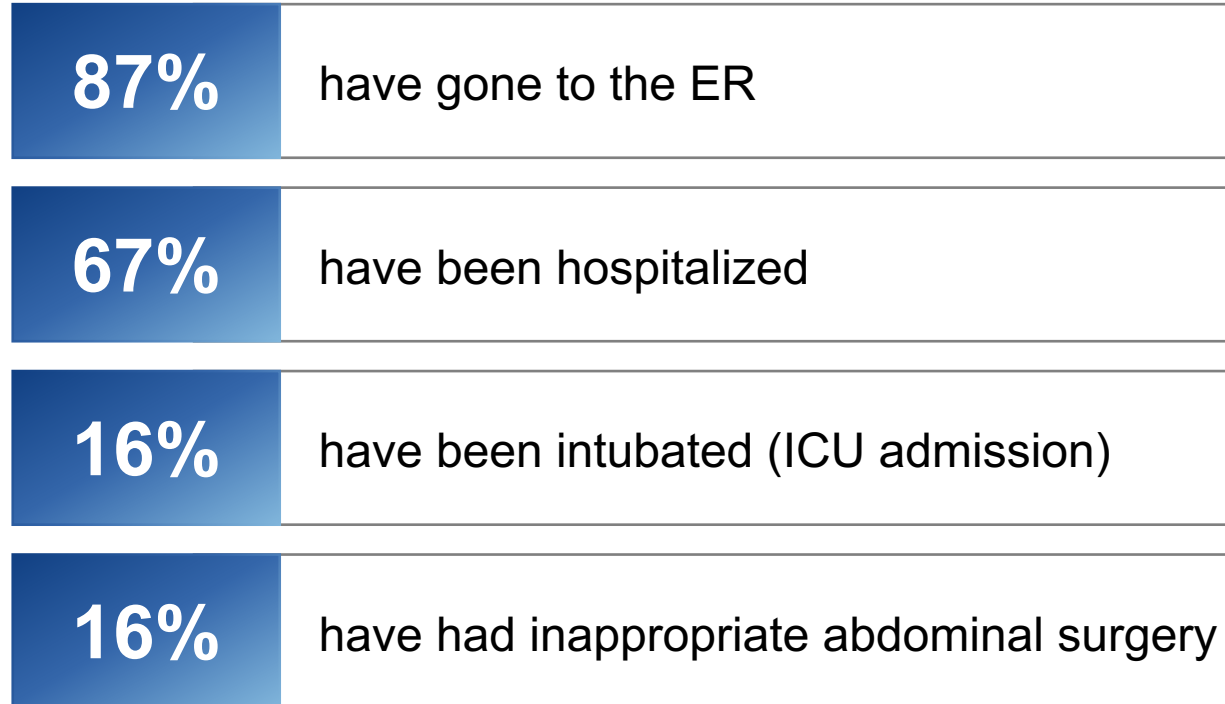 87% have gone to the ER
67% have been hospitalized
16% have been intubated (ICU admission)
16% have had inappropriate abdominal surgery